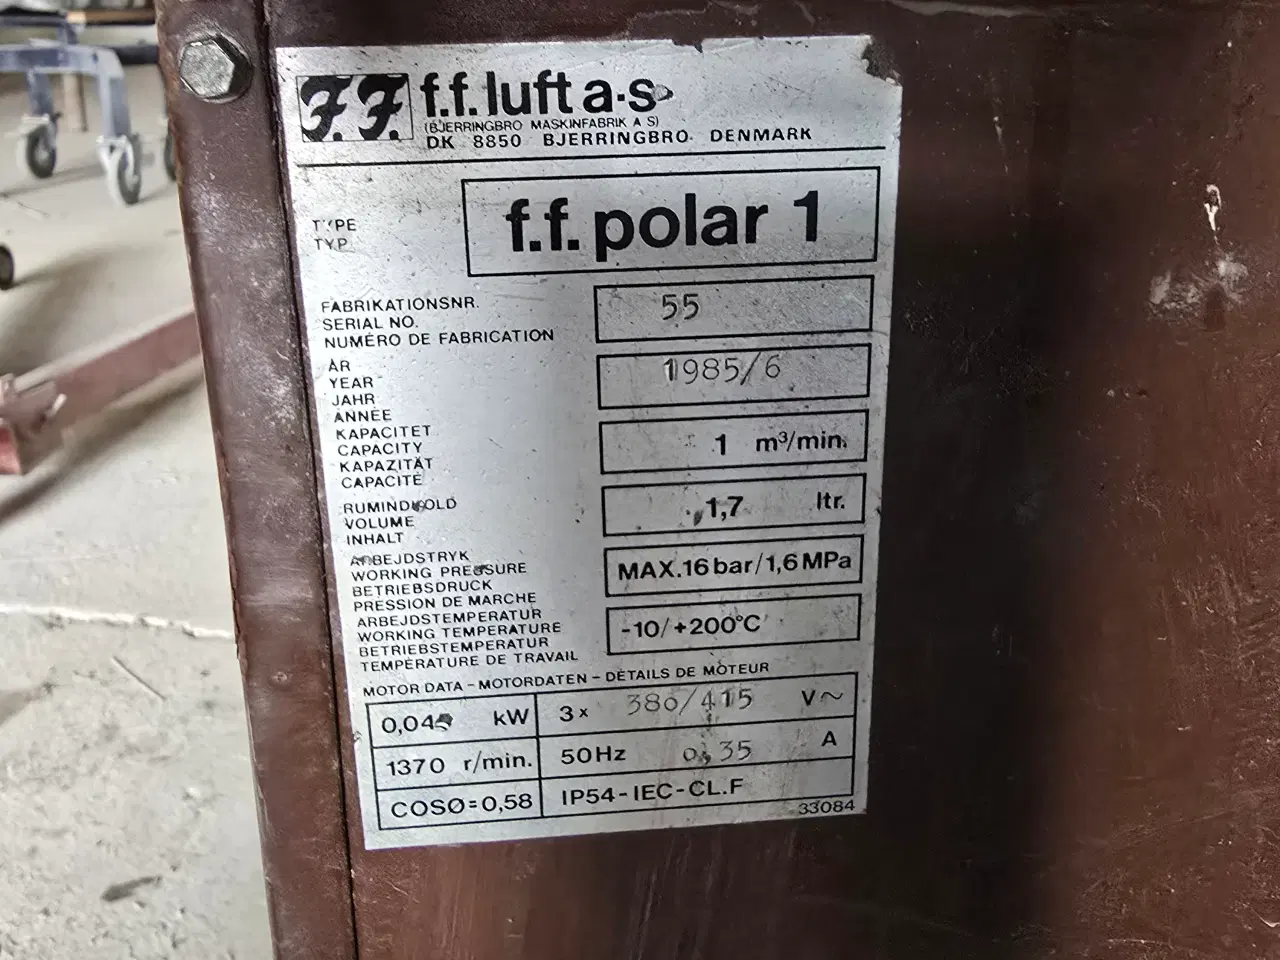 F. F. f.f. luft a·s
(BJERRINGBRO MASKINFABRIK A S)
DK 8850 BJERRINGBRO DENMARK
TYPE
TYP
f.f. polar 1
FABRIKATIONSNR.
SERIAL NO.
NUMÉRO DE FABRICATION
55
ÅR
YEAR
JAHR
ANNÉE
1985/6
KAPACITET
CAPACITY
KAPAZITÄT
CAPACITÉ
1 m³/min.
RUMINDHOLD
VOLUME
INHALT
1,7 ltr.
ARBEJDSTRYK
WORKING PRESSURE
BETRIEBSDRUCK
PRESSION DE MARCHE
MAX.16 bar/1,6 MPa
ARBEJDSTEMPERATUR
WORKING TEMPERATURE
BETRIEBSTEMPERATUR
TEMPÉRATURE DE TRAVAIL
-10/+200°C
MOTOR DATA - MOTORDATEN - DÉTAILS DE MOTEUR
kW 3 x 380/415 V~
1370 r/min. 50 Hz 0,35 A
COSØ=0,58 IP54-IEC-CL.F
33084